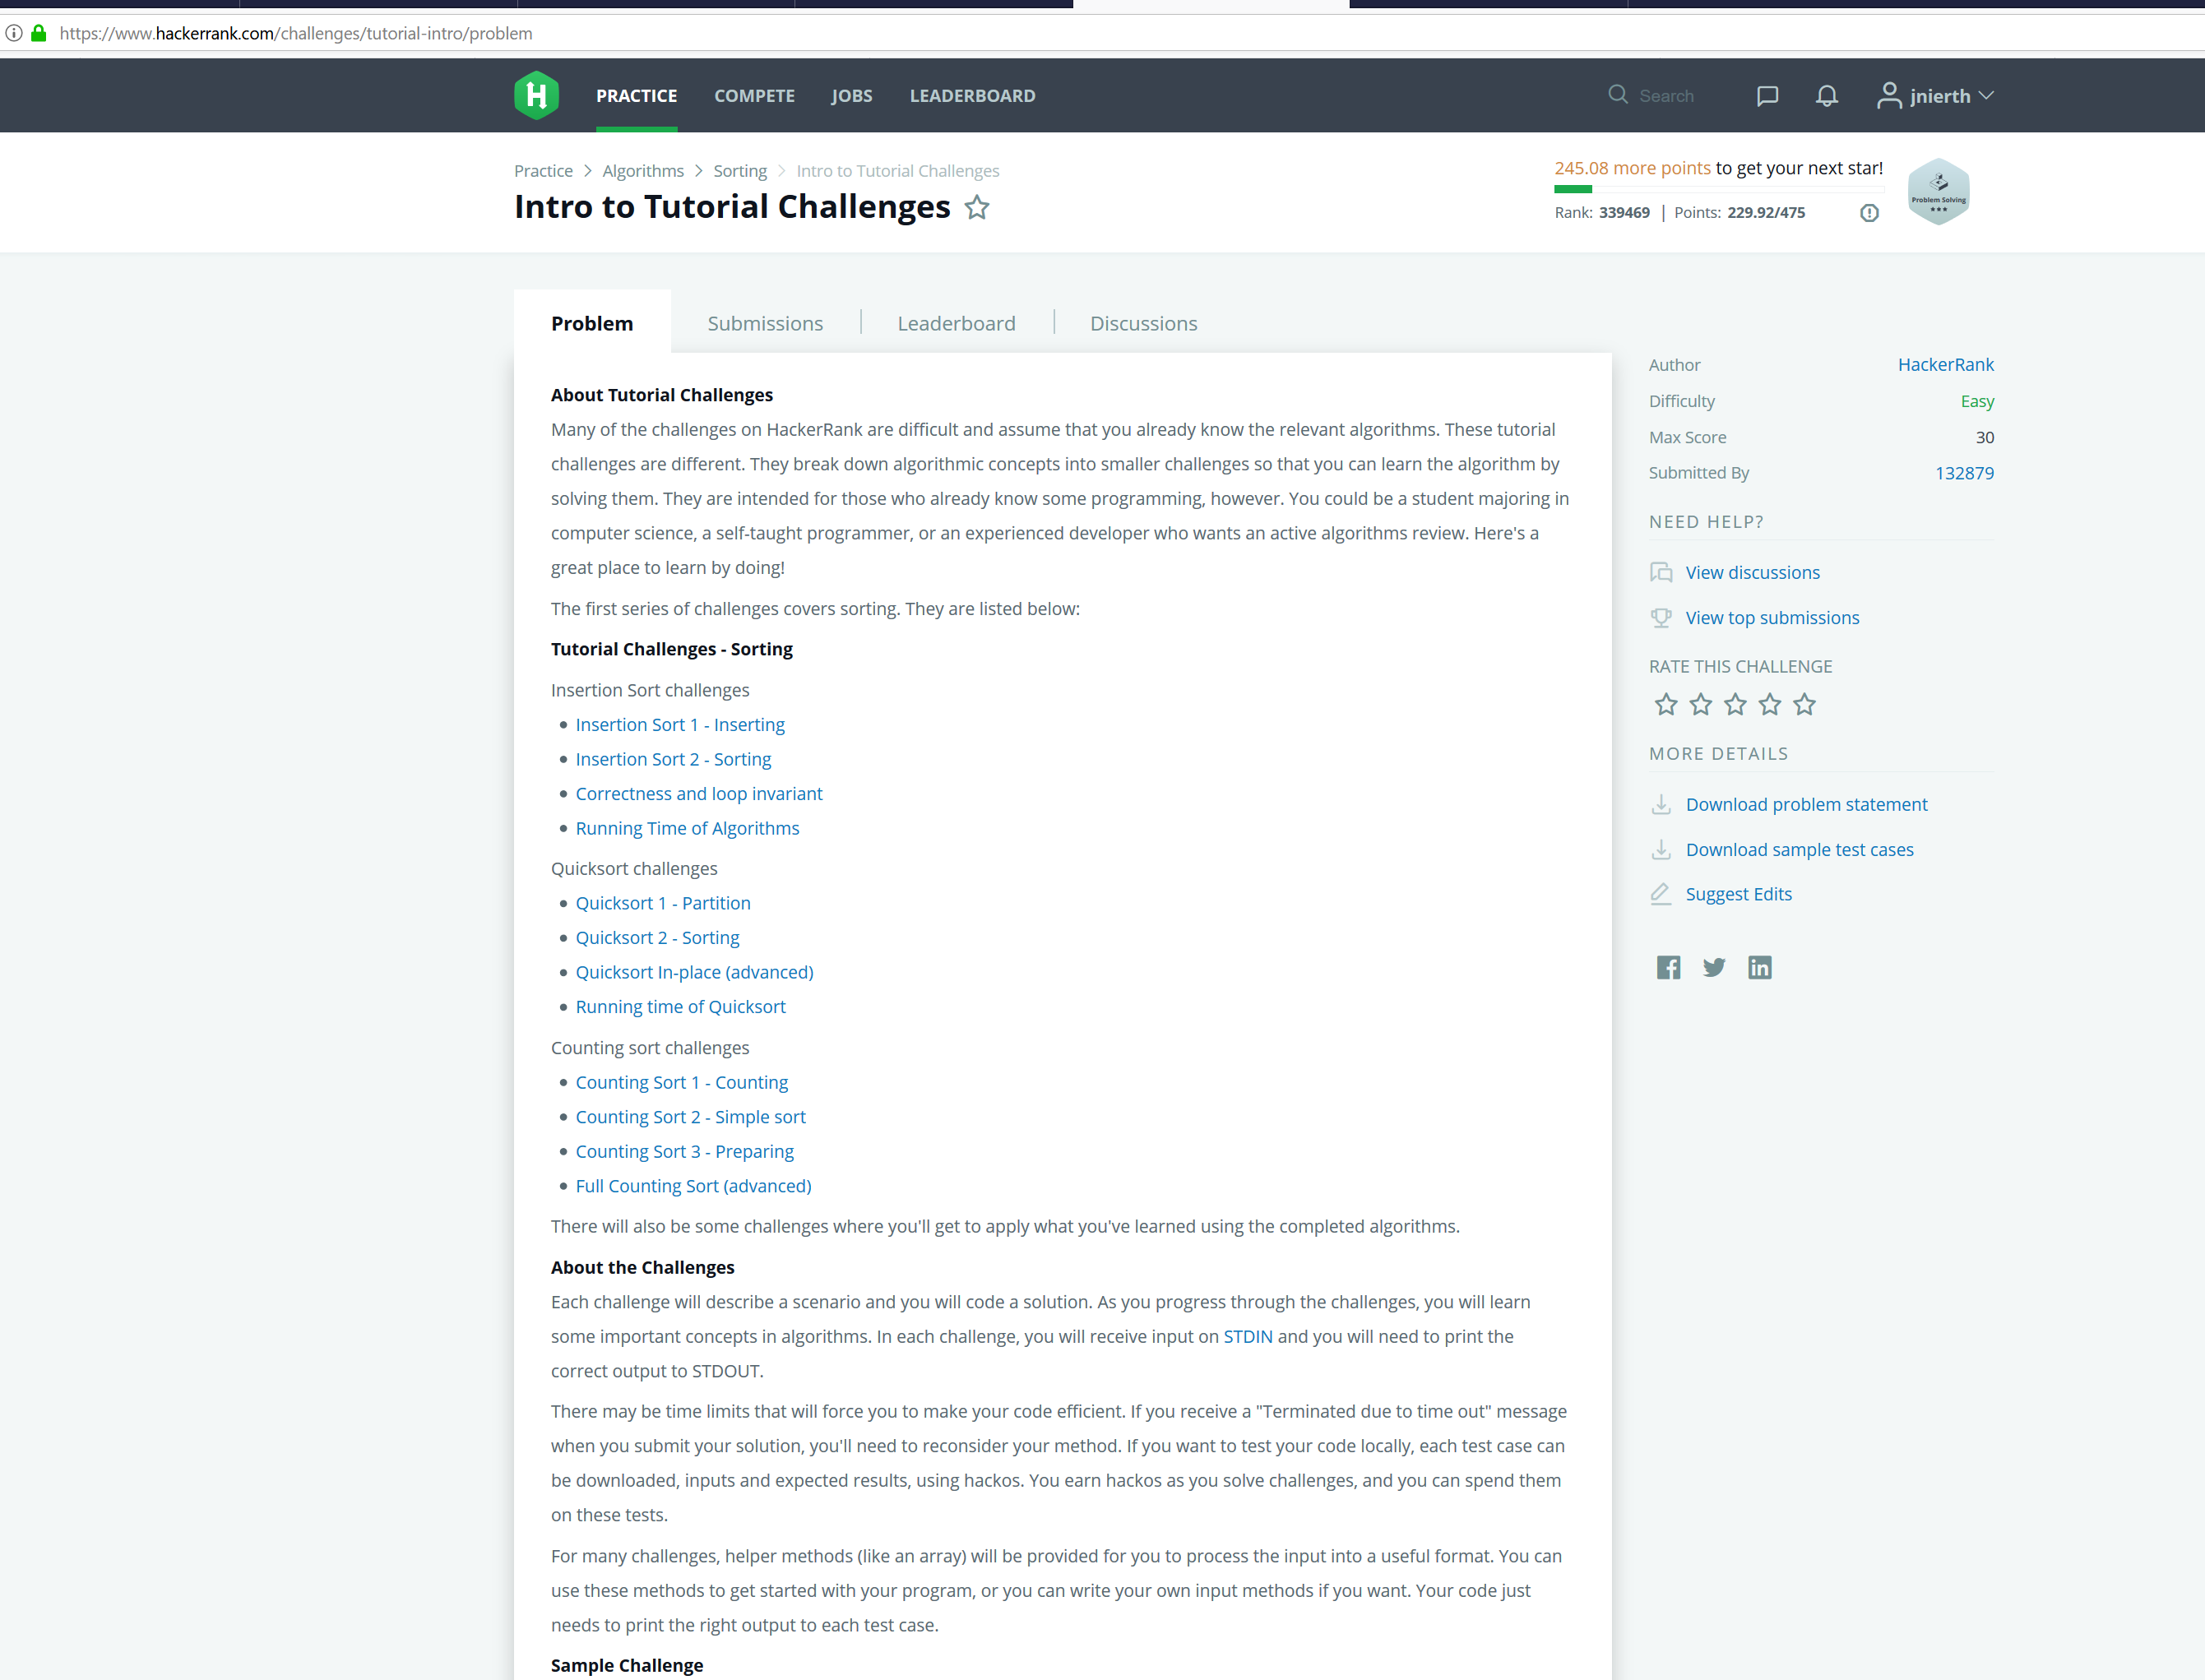 https://www.hackerrank.com/challenges/tutorial-intro/problem
PRACTICE COMPETE JOBS LEADERBOARD Search jnierth
Practice > Algorithms > Sorting > Intro to Tutorial Challenges
Intro to Tutorial Challenges
245.08 more points to get your next star!
Rank: 339469 | Points: 229.92/475
Problem Solving
Problem Submissions Leaderboard Discussions
About Tutorial Challenges
Many of the challenges on HackerRank are difficult and assume that you already know the relevant algorithms. These tutorial
challenges are different. They break down algorithmic concepts into smaller challenges so that you can learn the algorithm by
solving them. They are intended for those who already know some programming, however. You could be a student majoring in
computer science, a self-taught programmer, or an experienced developer who wants an active algorithms review. Here's a
great place to learn by doing!
The first series of challenges covers sorting. They are listed below:
Tutorial Challenges - Sorting
Insertion Sort challenges
• Insertion Sort 1 - Inserting
• Insertion Sort 2 - Sorting
• Correctness and loop invariant
• Running Time of Algorithms
Quicksort challenges
• Quicksort 1 - Partition
• Quicksort 2 - Sorting
• Quicksort In-place (advanced)
• Running time of Quicksort
Counting sort challenges
• Counting Sort 1 - Counting
• Counting Sort 2 - Simple sort
• Counting Sort 3 - Preparing
• Full Counting Sort (advanced)
There will also be some challenges where you'll get to apply what you've learned using the completed algorithms.
About the Challenges
Each challenge will describe a scenario and you will code a solution. As you progress through the challenges, you will learn
some important concepts in algorithms. In each challenge, you will receive input on STDIN and you will need to print the
correct output to STDOUT.
There may be time limits that will force you to make your code efficient. If you receive a "Terminated due to time out" message
when you submit your solution, you'll need to reconsider your method. If you want to test your code locally, each test case can
be downloaded, inputs and expected results, using hackos. You earn hackos as you solve challenges, and you can spend them
on these tests.
For many challenges, helper methods (like an array) will be provided for you to process the input into a useful format. You can
use these methods to get started with your program, or you can write your own input methods if you want. Your code just
needs to print the right output to each test case.
Sample Challenge
Author HackerRank
Difficulty Easy
Max Score 30
Submitted By 132879
NEED HELP?
View discussions
View top submissions
RATE THIS CHALLENGE
MORE DETAILS
Download problem statement
Download sample test cases
Suggest Edits